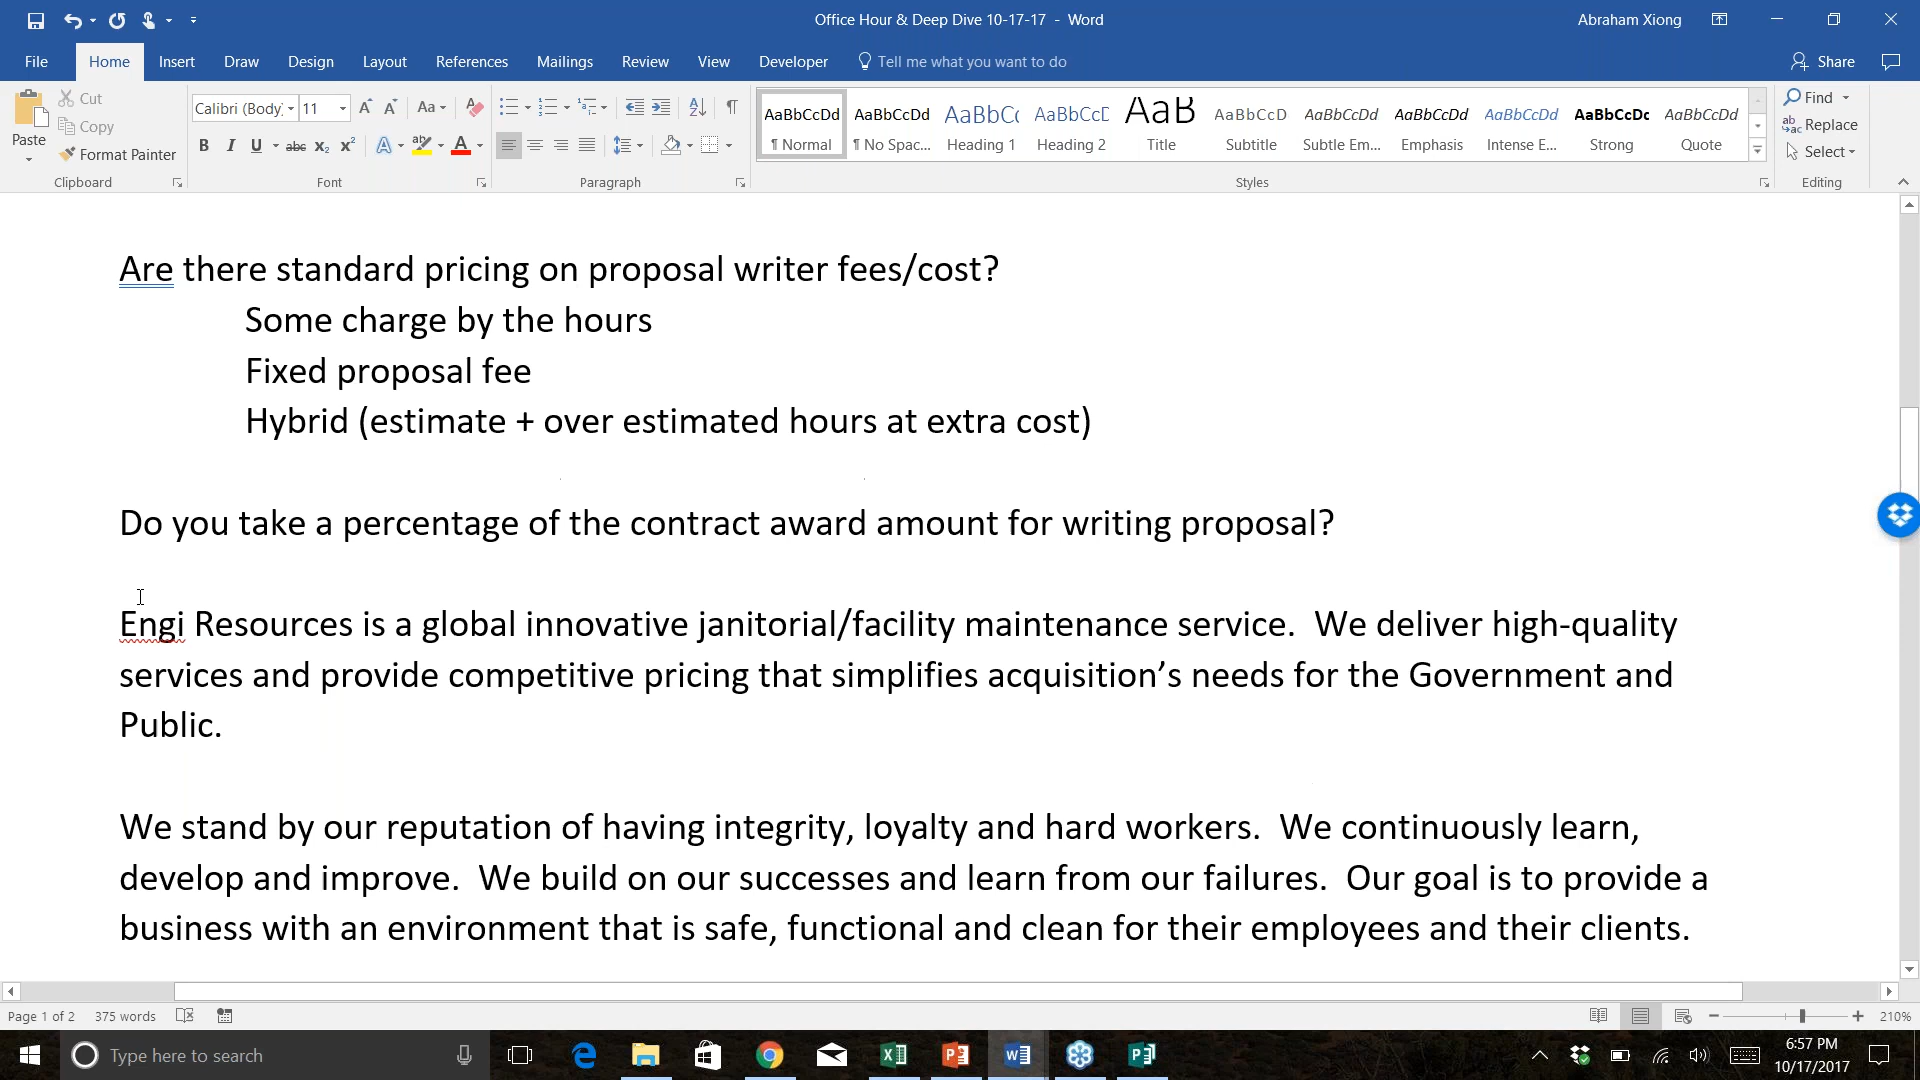 Office Hour & Deep Dive 10-17-17 - Word
Abraham Xiong
File Home Insert Draw Design Layout References Mailings Review View Developer Tell me what you want to do
Share
Paste
Cut
Copy
Format Painter
Clipboard
Calibri (Body) 11
Aa
B I U abc x₂ x² A A
Font
Paragraph
AaBbCcDd AaBbCcDd AaBbCc AaBbCcD AaB AaBbCcD AaBbCcDd AaBbCcDd AaBbCcDd AaBbCcDc AaBbCcDd
¶ Normal ¶ No Spac... Heading 1 Heading 2 Title Subtitle Subtle Em... Emphasis Intense E... Strong Quote
Styles
Find
Replace
Select
Editing
Are there standard pricing on proposal writer fees/cost?
Some charge by the hours
Fixed proposal fee
Hybrid (estimate + over estimated hours at extra cost)
Do you take a percentage of the contract award amount for writing proposal?
Engi Resources is a global innovative janitorial/facility maintenance service. We deliver high-quality
services and provide competitive pricing that simplifies acquisition’s needs for the Government and
Public.
We stand by our reputation of having integrity, loyalty and hard workers. We continuously learn,
develop and improve. We build on our successes and learn from our failures. Our goal is to provide a
business with an environment that is safe, functional and clean for their employees and their clients.
Page 1 of 2 375 words
210%
Type here to search
6:57 PM
10/17/2017